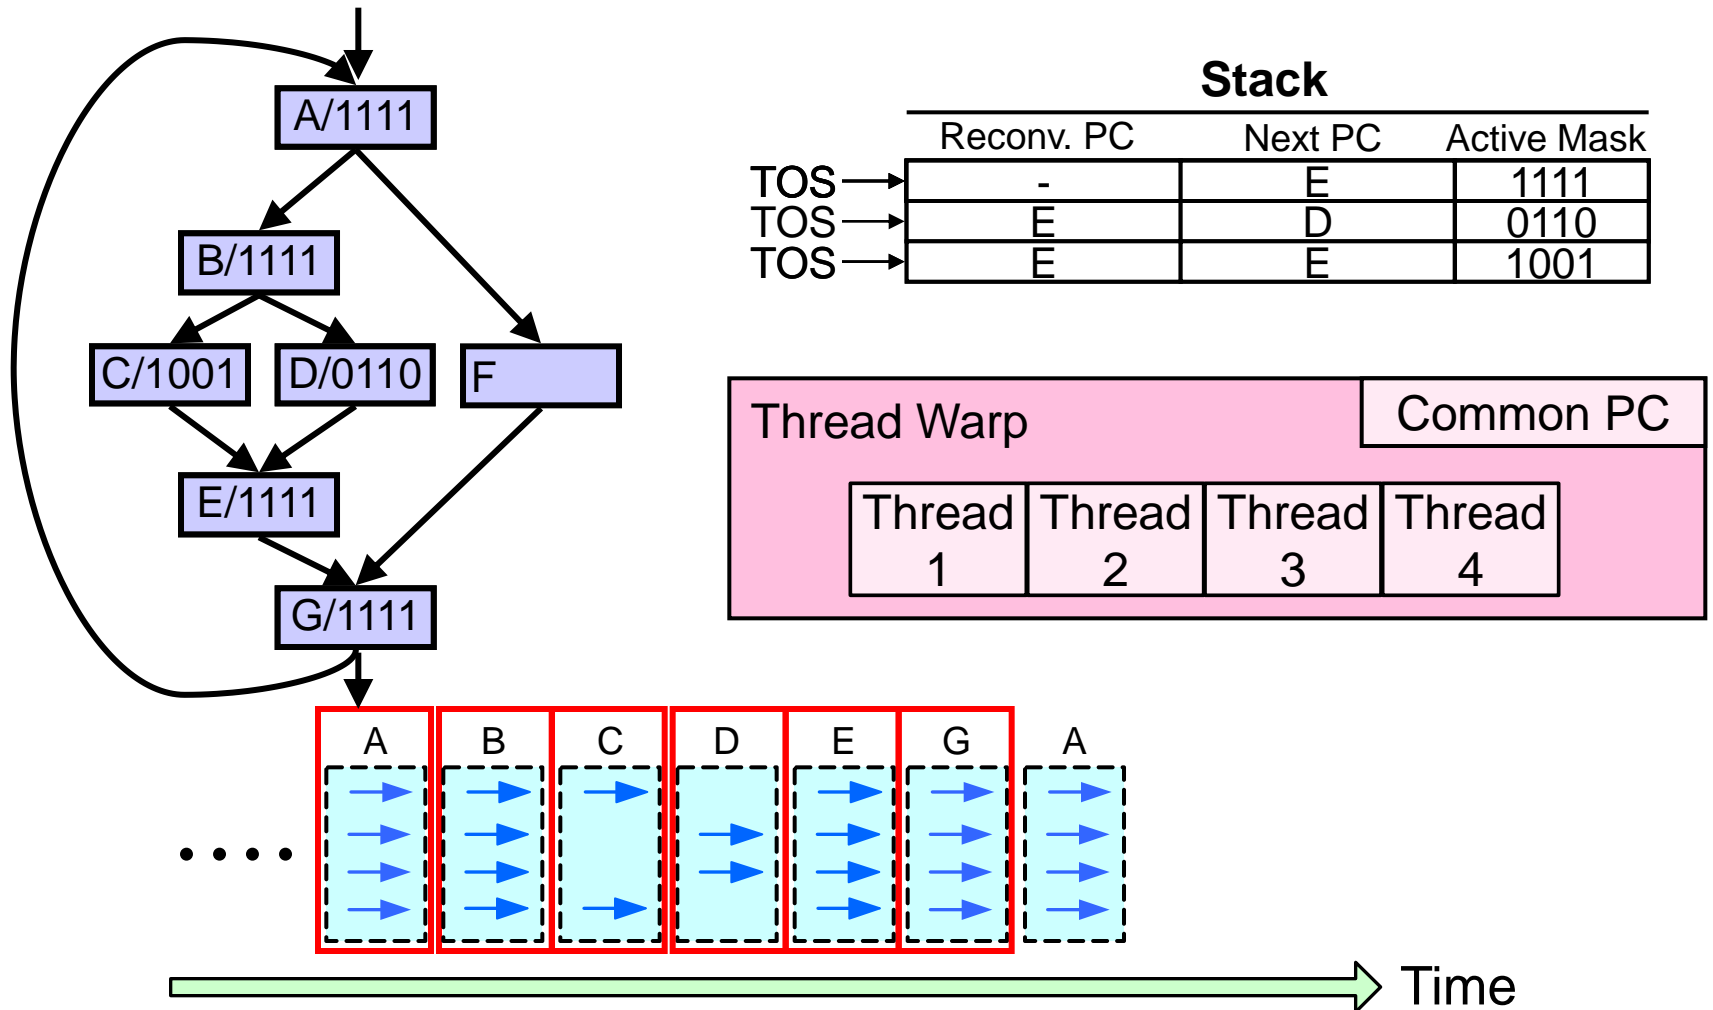 A/1111
B/1111
C/1001 D/0110 F
E/1111
G/1111
Stack
Reconv. PC Next PC Active Mask
TOS - E 1111
TOS E D 0110
TOS E E 1001
Common PC
Thread Warp
Thread Thread Thread Thread
1 2 3 4
A B C D E G A
Time